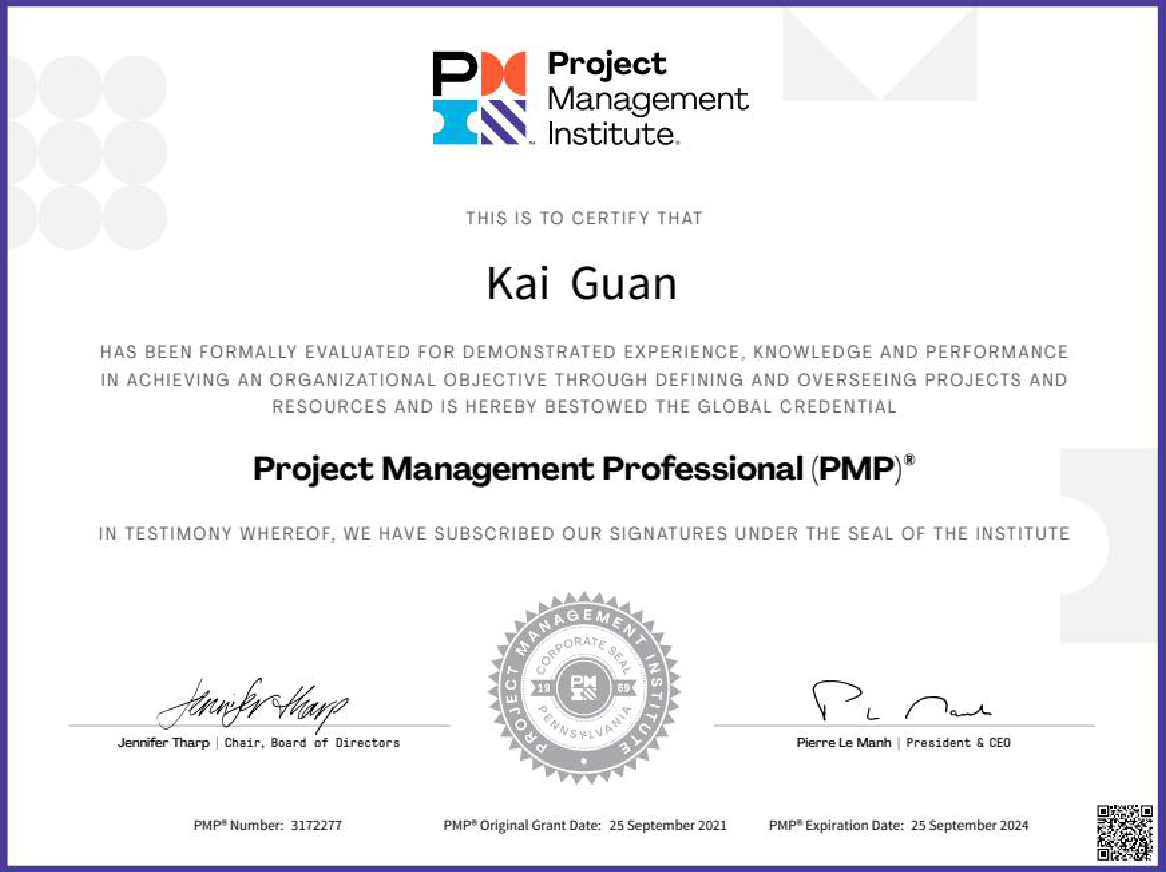 PM
Project
Management
Institute.
THIS IS TO CERTIFY THAT
Kai Guan
HAS BEEN FORMALLY EVALUATED FOR DEMONSTRATED EXPERIENCE, KNOWLEDGE AND PERFORMANCE
IN ACHIEVING AN ORGANIZATIONAL OBJECTIVE THROUGH DEFINING AND OVERSEEING PROJECTS AND
RESOURCES AND IS HEREBY BESTOWED THE GLOBAL CREDENTIAL
Project Management Professional (PMP)®
IN TESTIMONY WHEREOF, WE HAVE SUBSCRIBED OUR SIGNATURES UNDER THE SEAL OF THE INSTITUTE
PROJECT MANAGEMENT INSTITUTE
CORPORATE SEAL
19 69
PENNSYLVANIA
Jennifer Tharp
Jennifer Tharp | Chair, Board of Directors
Pierre Le Manh | President & CEO
PMP® Number: 3172277
PMP® Original Grant Date: 25 September 2021
PMP® Expiration Date: 25 September 2024